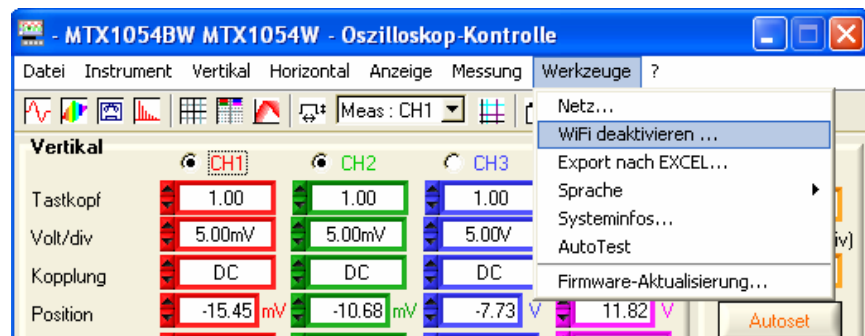 - MTX1054BW MTX1054W - Oszilloskop-Kontrolle
Datei Instrument Vertikal Horizontal Anzeige Messung Werkzeuge ?
Meas : CH1
Netz...
WiFi deaktivieren ...
Export nach EXCEL...
Sprache
Systeminfos...
AutoTest
Firmware-Aktualisierung...
Vertikal
CH1 CH2 CH3
Tastkopf 1.00 1.00 1.00
Volt/div 5.00mV 5.00mV 5.00V iv)
Kopplung DC DC DC
Position -15.45 mV -10.68 mV -7.73 V 11.82 V
Autoset